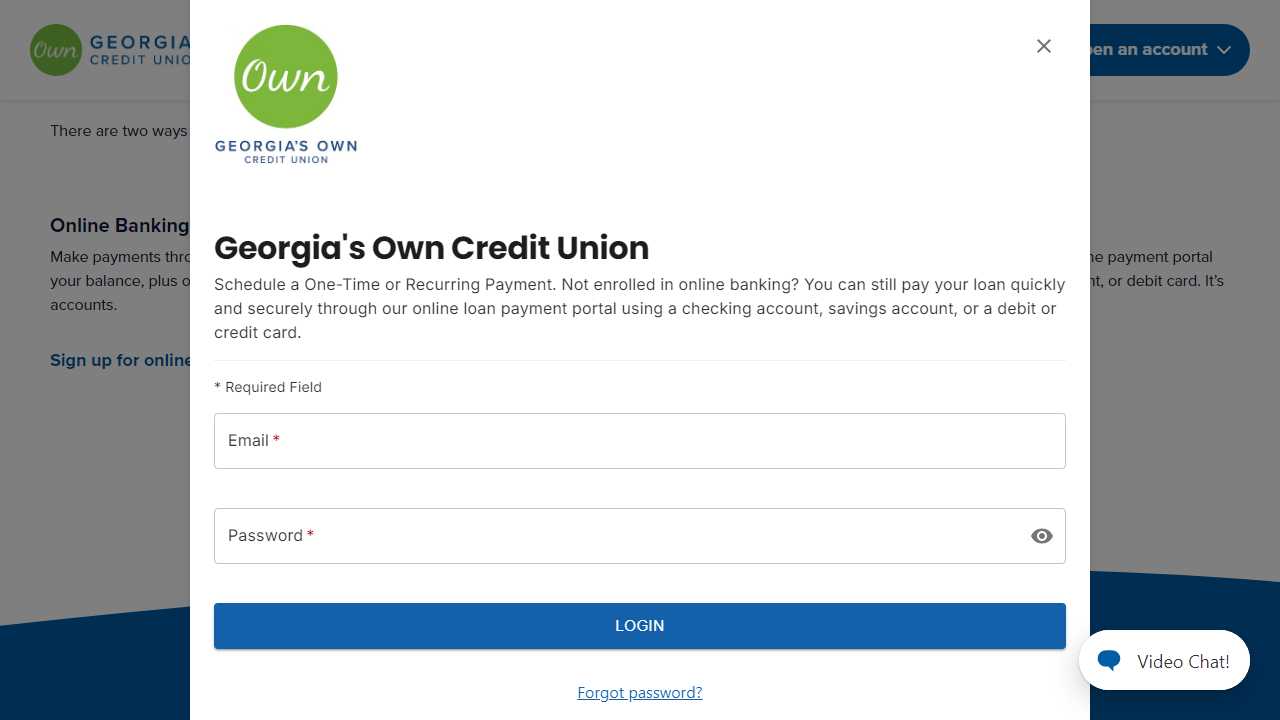 Own
GEORGIA
CREDIT UNIO
en an account
There are two ways
Online Banking
Make payments thr
your balance, plus o
accounts.
Sign up for online
e payment portal
t, or debit card. It's
Own
GEORGIA'S OWN
CREDIT UNION
Georgia's Own Credit Union
Schedule a One-Time or Recurring Payment. Not enrolled in online banking? You can still pay your loan quickly
and securely through our online loan payment portal using a checking account, savings account, or a debit or
credit card.
* Required Field
Email *
Password *
LOGIN
Forgot password?
Video Chat!